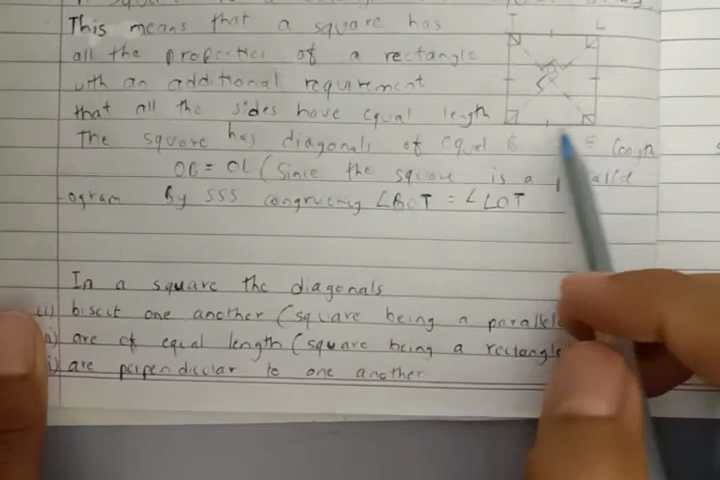 This means that a square has
T L
all the properties of a rectangle
with an additional requirement
that all the sides have equal length
The square has diagonals of equal length
B E
OB = OL (Since the square is a
ogram By SSS congruency ∠BOT = ∠LOT
In a square the diagonals
(i) bisect one another (square being a parallel
ii) are of equal length (square being a rectangle
i) are perpendicular to one another